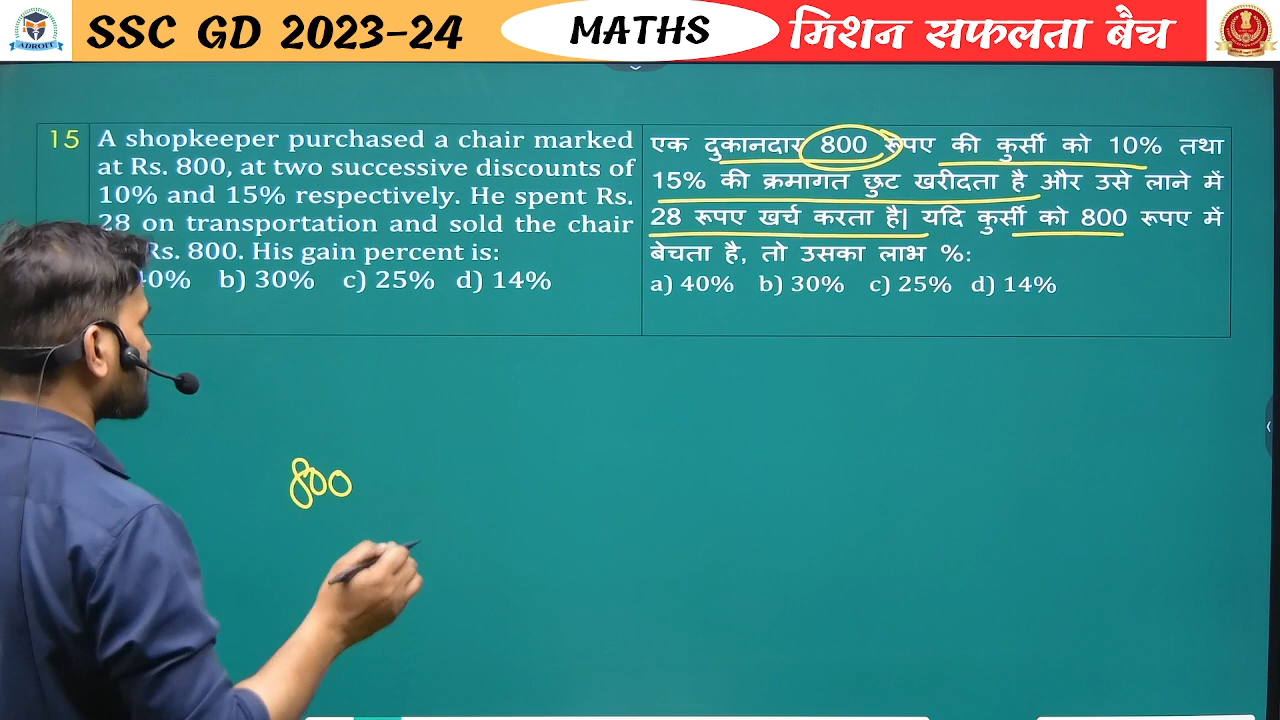 SSC GD 2023-24
MATHS
मिशन सफलता बैच
ADROIT
15
A shopkeeper purchased a chair marked
at Rs. 800, at two successive discounts of
10% and 15% respectively. He spent Rs.
28 on transportation and sold the chair
Rs. 800. His gain percent is:
40% b) 30% c) 25% d) 14%
एक दुकानदार 800 रूपए की कुर्सी को 10% तथा
15% की क्रमागत छुट खरीदता है और उसे लाने में
28 रूपए खर्च करता है| यदि कुर्सी को 800 रूपए में
बेचता है, तो उसका लाभ %:
a) 40% b) 30% c) 25% d) 14%
800